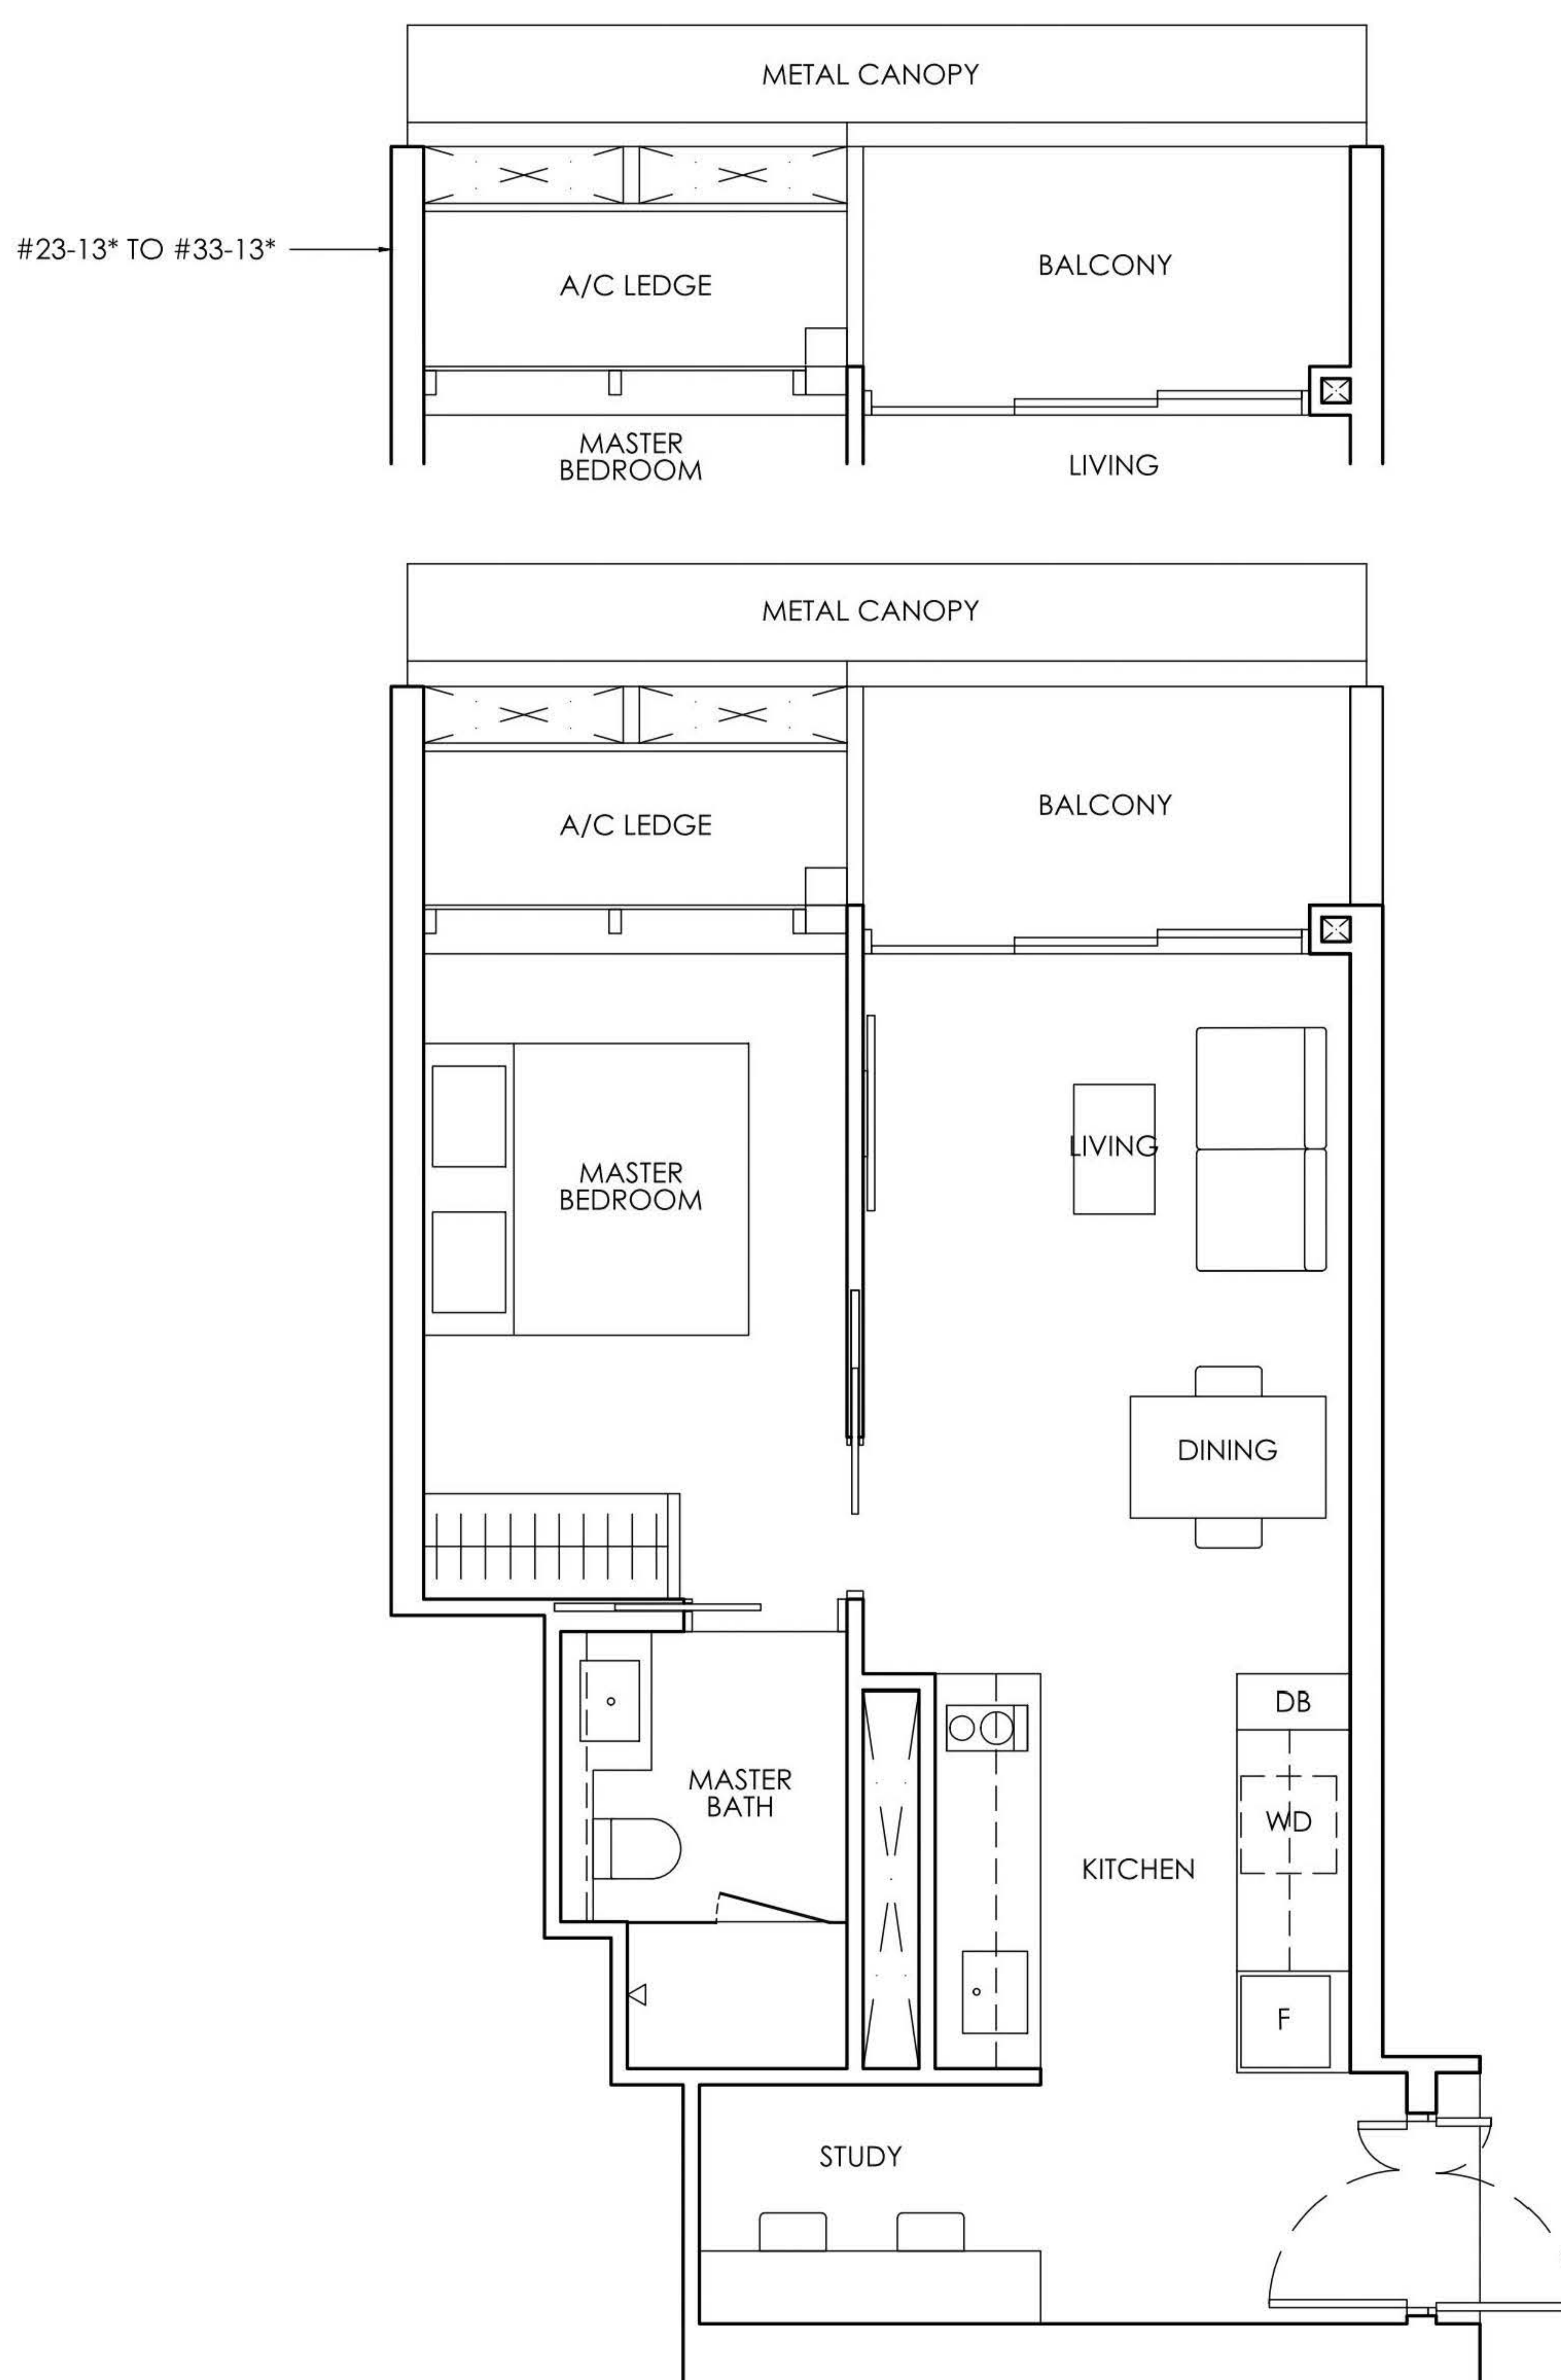 METAL CANOPY
#23-13* TO #33-13*
A/C LEDGE
BALCONY
MASTER
BEDROOM
LIVING
METAL CANOPY
A/C LEDGE
BALCONY
MASTER
BEDROOM
LIVING
DINING
DB
MASTER
BATH
WD
KITCHEN
F
STUDY